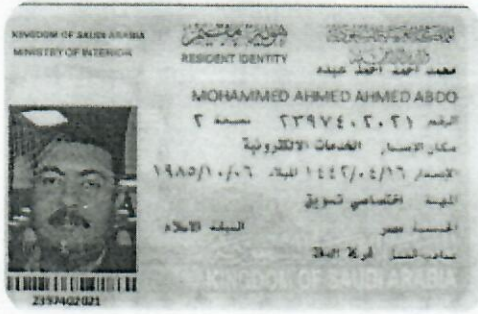 KINGDOM OF SAUDI ARABIA
MINISTRY OF INTERIOR
هوية مقيم
RESIDENT IDENTITY
محمد احمد احمد عبده
MOHAMMED AHMED AHMED ABDO
الرقم ٢٣٩٧٤٠٢٠٢١ نسخة ٢
مكان الاصدار الخدمات الالكترونية
الاصدار ١٤٤٢/٠٤/١٦ الميلاد ١٩٨٥/١٠/٠٦
المهنة اختصاصي تسويق
الجنسية مصر الديانة الاسلام
صاحب العمل
KINGDOM OF SAUDI ARABIA
2397402021